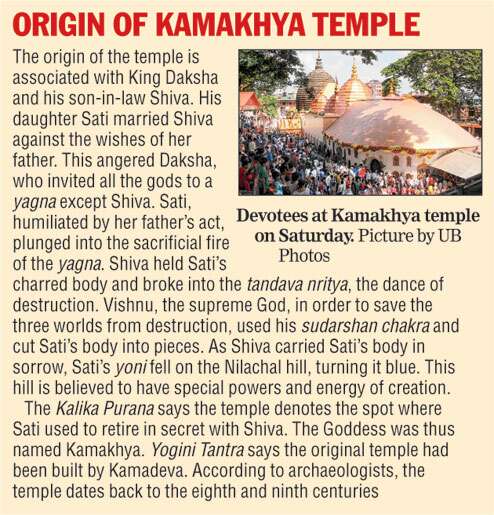 ORIGIN OF KAMAKHYA TEMPLE
The origin of the temple is
associated with King Daksha
and his son-in-law Shiva. His
daughter Sati married Shiva
against the wishes of her
father. This angered Daksha,
who invited all the gods to a
yagna except Shiva. Sati,
humiliated by her father's act,
plunged into the sacrificial fire
of the yagna. Shiva held Sati's
charred body and broke into the tandava nritya, the dance of
destruction. Vishnu, the supreme God, in order to save the
three worlds from destruction, used his sudarshan chakra and
cut Sati's body into pieces. As Shiva carried Sati's body in
sorrow, Sati's yoni fell on the Nilachal hill, turning it blue. This
hill is believed to have special powers and energy of creation.
The Kalika Purana says the temple denotes the spot where
Sati used to retire in secret with Shiva. The Goddess was thus
named Kamakhya. Yogini Tantra says the original temple had
been built by Kamadeva. According to archaeologists, the
temple dates back to the eighth and ninth centuries
Devotees at Kamakhya temple
on Saturday. Picture by UB
Photos